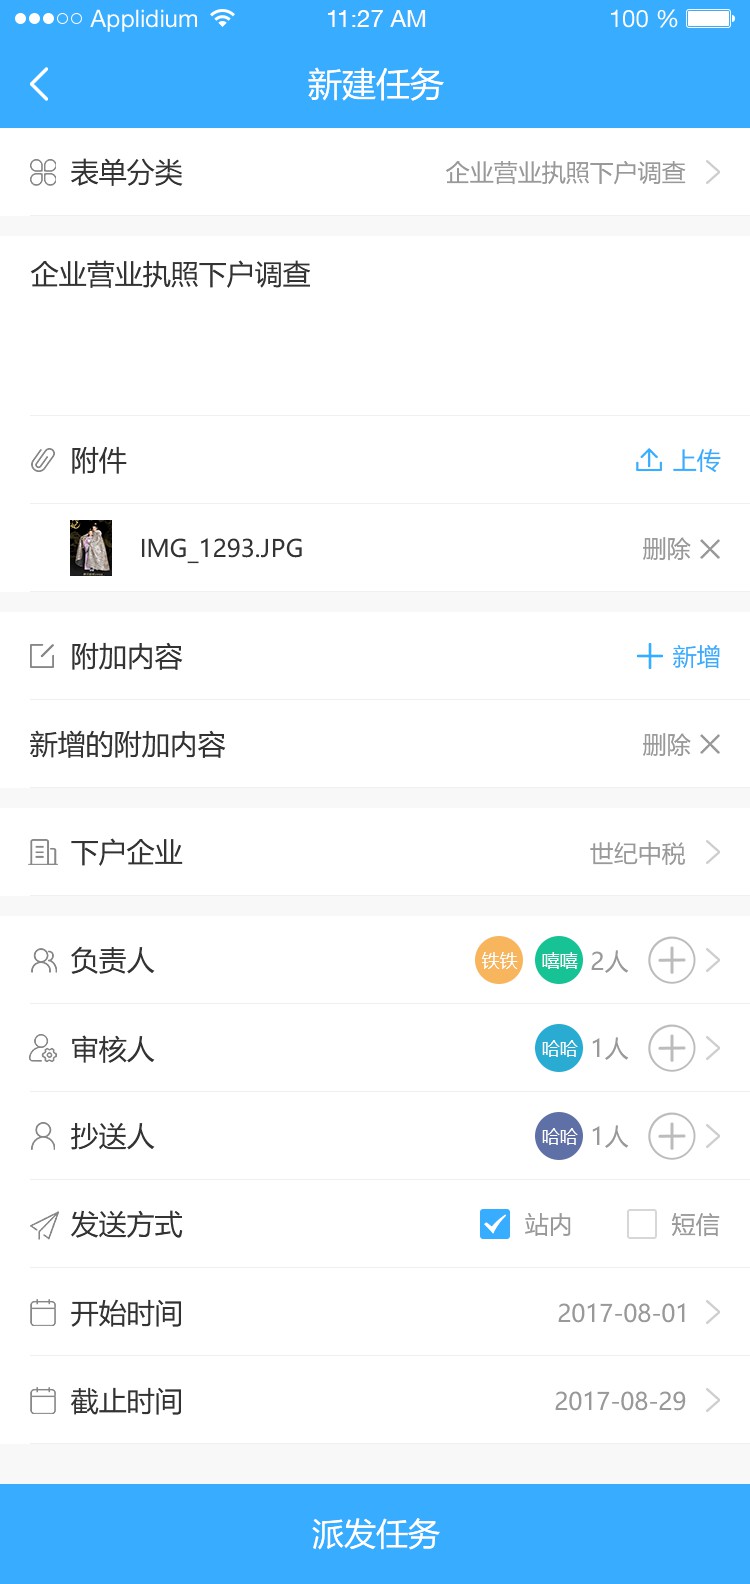 Applidium 11:27 AM 100 %
新建任务
表单分类 企业营业执照下户调查
企业营业执照下户调查
附件 上传
IMG_1293.JPG 删除
附加内容 新增
新增的附加内容 删除
下户企业 世纪中税
负责人 铁铁 嘻嘻 2人
审核人 哈哈 1人
抄送人 哈哈 1人
发送方式 站内 短信
开始时间 2017-08-01
截止时间 2017-08-29
派发任务